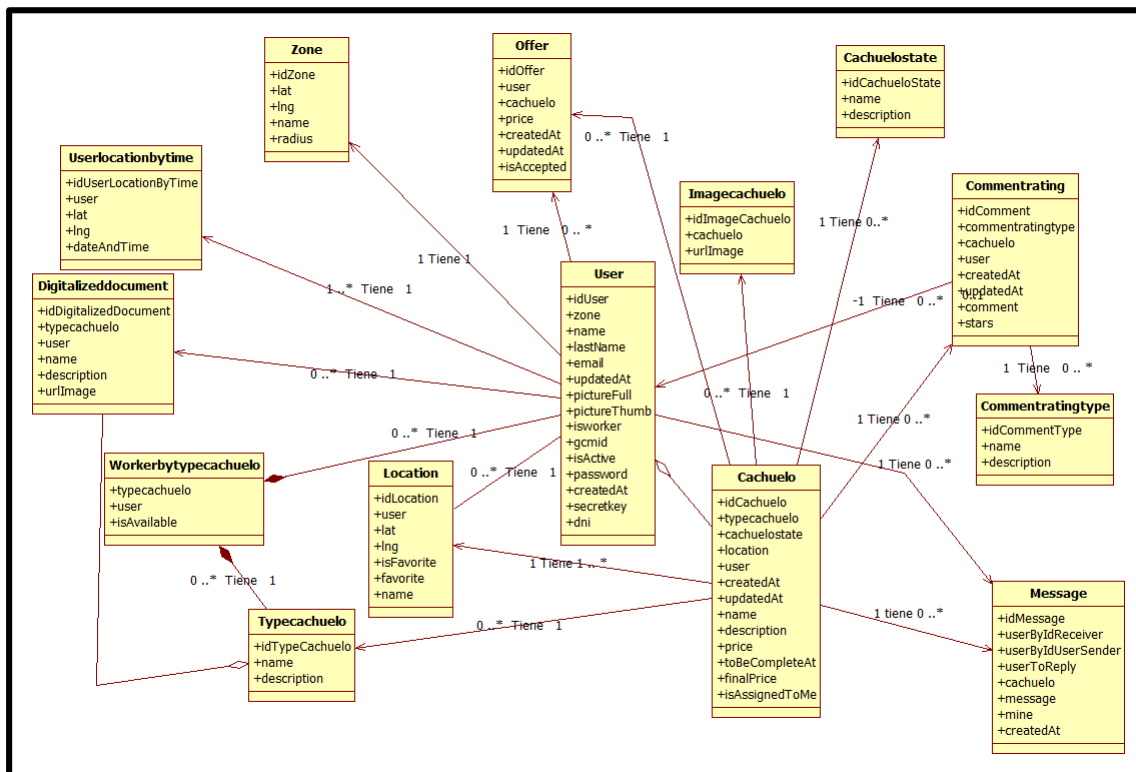 Zone
+idZone
+lat
+lng
+name
+radius
Offer
+idOffer
+user
+cachuelo
+price
+createdAt
+updatedAt
+isAccepted
Cachuelostate
+idCachueloState
+name
+description
0 ..* Tiene 1
Userlocationbytime
+idUserLocationByTime
+user
+lat
+lng
+dateAndTime
Imagecachuelo
+idImageCachuelo
+cachuelo
+urlImage
Commentrating
+idComment
+commentratingtype
+cachuelo
+user
+createdAt
+updatedAt
+comment
+stars
1 Tiene 0 .. *
1 Tiene 0..*
1 Tiene 1
Digitalizeddocument
+idDigitalizedDocument
+typecachuelo
+user
+name
+description
+urlImage
User
+idUser
+zone
+name
+lastName
+email
+updatedAt
+pictureFull
+pictureThumb
+isworker
+gcmid
+isActive
+password
+createdAt
+secretkey
+dni
1 ..* Tiene 1
-1 Tiene 0 ..*
0..1
0 ..* Tiene 1
0 ..* Tiene 1
1 Tiene 0 ..*
Commentratingtype
+idCommentType
+name
+description
1 Tiene 0..*
0 ..* Tiene 1
Workerbytypecachuelo
+typecachuelo
+user
+isAvailable
Location
+idLocation
+user
+lat
+lng
+isFavorite
+favorite
+name
0 ..* Tiene 1
1 Tiene 0 ..*
Cachuelo
+idCachuelo
+typecachuelo
+cachuelostate
+location
+user
+createdAt
+updatedAt
+name
+description
+price
+toBeCompleteAt
+finalPrice
+isAssignedToMe
1 Tiene 1 ..*
0 ..* Tiene 1
Typecachuelo
+idTypeCachuelo
+name
+description
0 ..* Tiene 1
1 tiene 0 ..*
Message
+idMessage
+userByIdReceiver
+userByIdUserSender
+userToReply
+cachuelo
+message
+mine
+createdAt